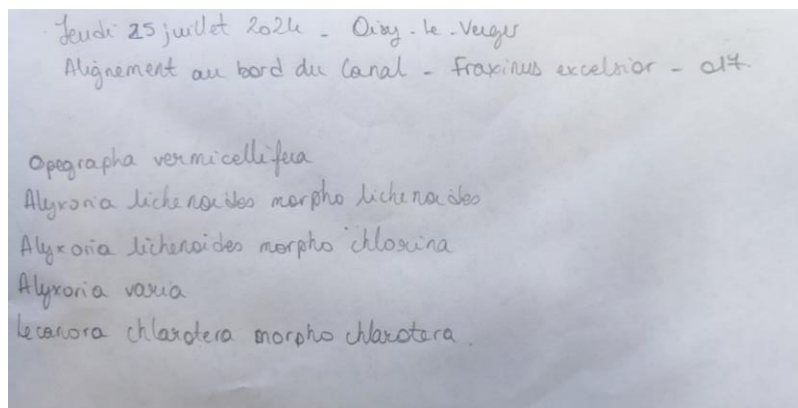 Jeudi 25 juillet 2024 - Oisy-le-Verger
Alignement au bord du Canal - Fraxinus excelsior - 017.
Opegrapha vermicellifera
Alyxoria lichenoides morpho lichenoides
Alyxoria lichenoides morpho chlorina
Alyxoria varia
Lecanora chlarotera morpho chlarotera.